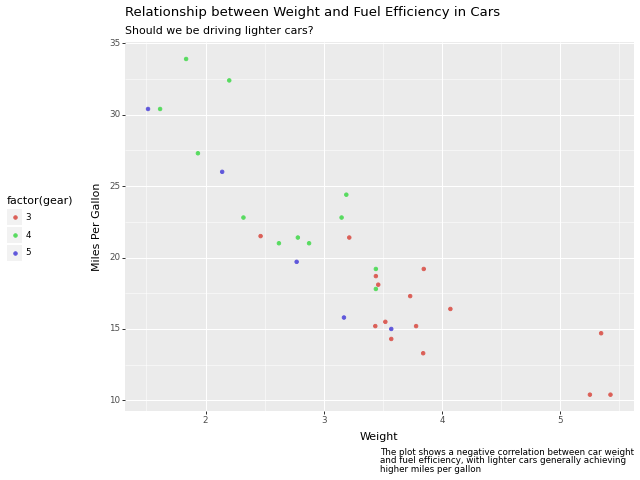 Relationship between Weight and Fuel Efficiency in Cars
Should we be driving lighter cars?
35
30
25
20
15
10
Miles Per Gallon
factor(gear)
3
4
5
2 3 4 5
Weight
The plot shows a negative correlation between car weight
and fuel efficiency, with lighter cars generally achieving
higher miles per gallon